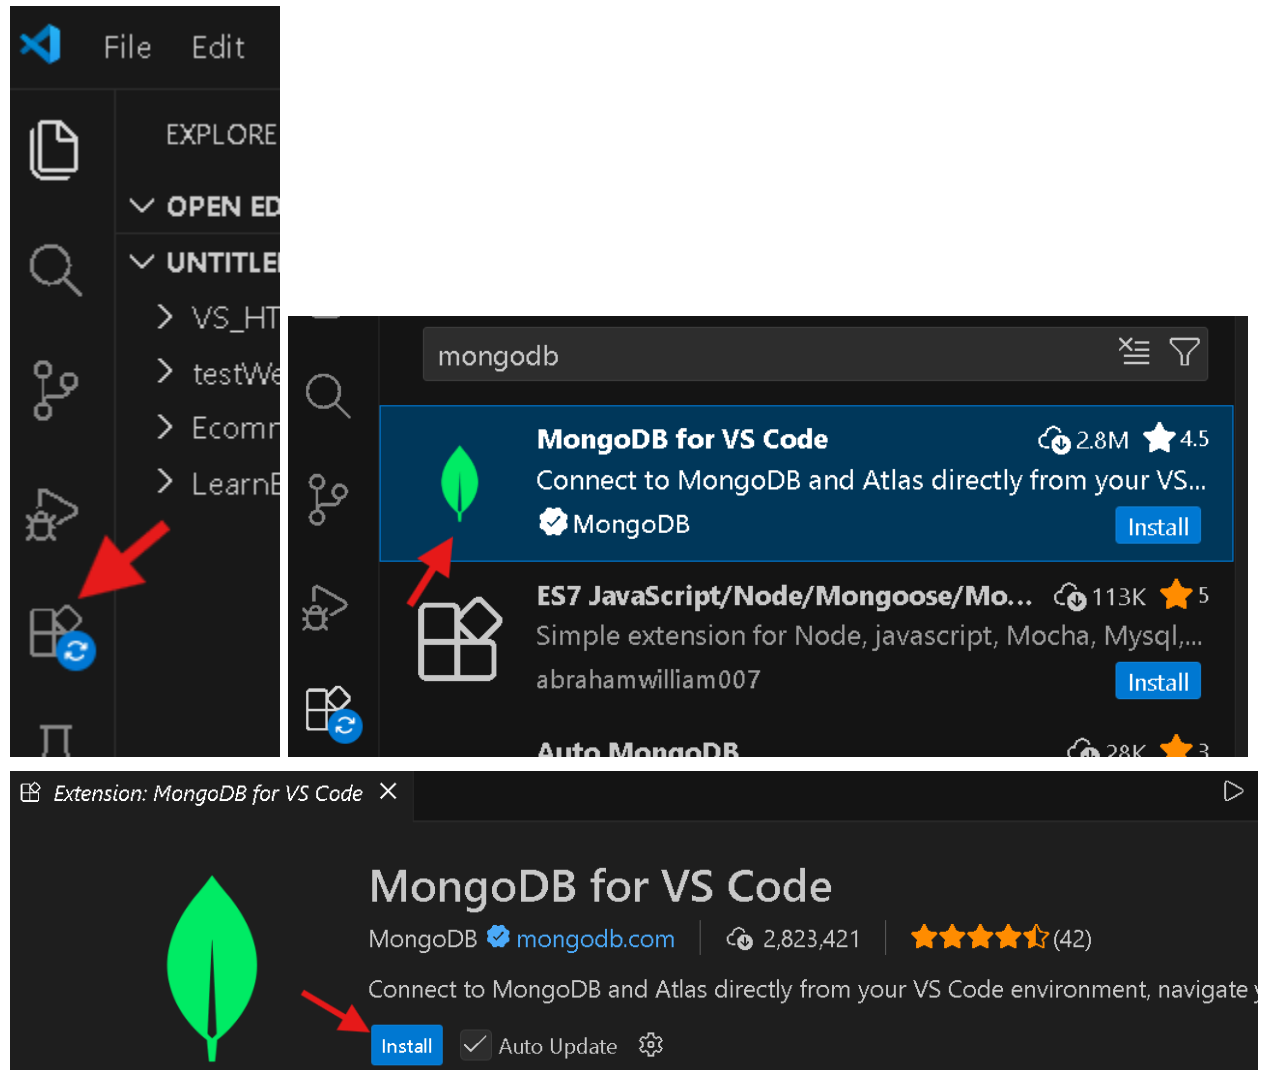 File Edit
EXPLORE
OPEN ED
UNTITLE
VS_HT
testWe
Ecomr
LearnE
mongodb
MongoDB for VS Code 2.8M 4.5
Connect to MongoDB and Atlas directly from your VS...
MongoDB Install
ES7 JavaScript/Node/Mongoose/Mo... 113K 5
Simple extension for Node, javascript, Mocha, Mysql,...
abrahamwilliam007 Install
Auto MongoDB 28K 3
Extension: MongoDB for VS Code
MongoDB for VS Code
MongoDB mongodb.com 2,823,421 (42)
Connect to MongoDB and Atlas directly from your VS Code environment, navigate
Install Auto Update